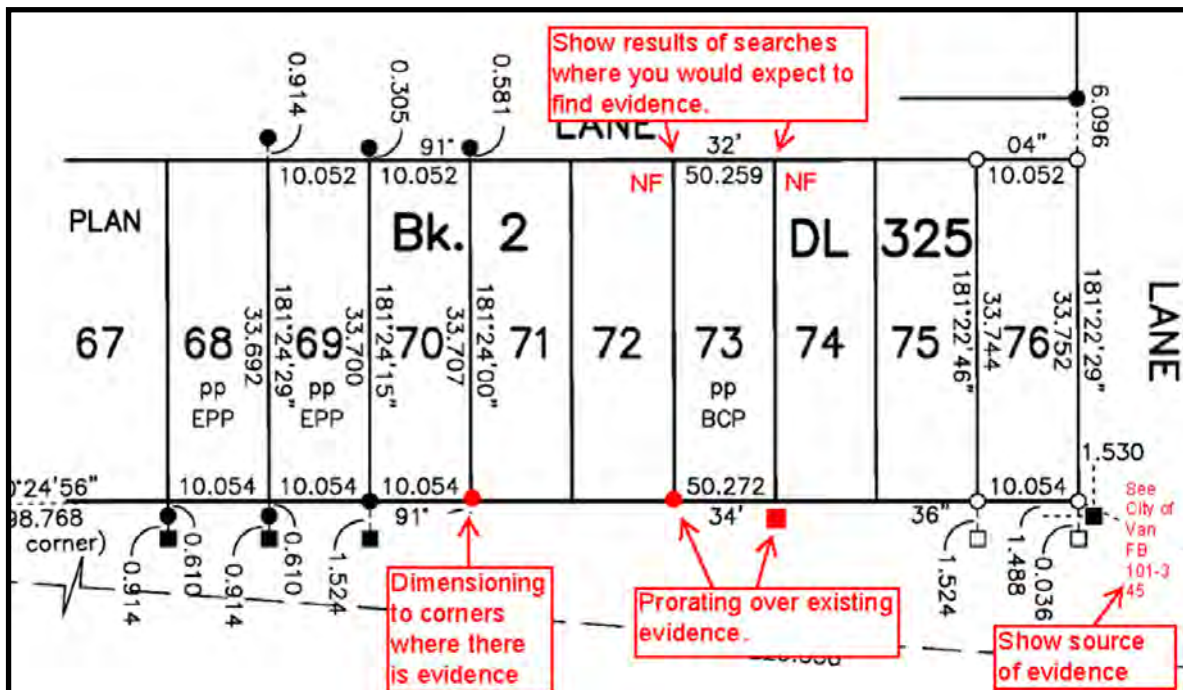 Show results of searches
where you would expect to
find evidence.
LANE
0.914
0.305
0.581
6.096
91°
32'
04"
10.052
10.052
50.259
10.052
NF
NF
PLAN
Bk. 2
DL 325
67
68
69
70
71
72
73
74
75
76
pp
EPP
pp
EPP
pp
BCP
33.692
181°24'29"
33.700
181°24'15"
33.707
181°24'00"
181°22'46"
33.744
33.752
181°22'29"
LANE
0°24'56"
10.054
10.054
10.054
50.272
10.054
98.768
corner)
91°
34'
36"
1.530
0.914
0.610
0.914
0.610
1.524
1.524
1.488
0.036
See
City of
Van
FB
101-3
45
Dimensioning
to corners
where there
is evidence
Prorating over existing
evidence.
Show source
of evidence